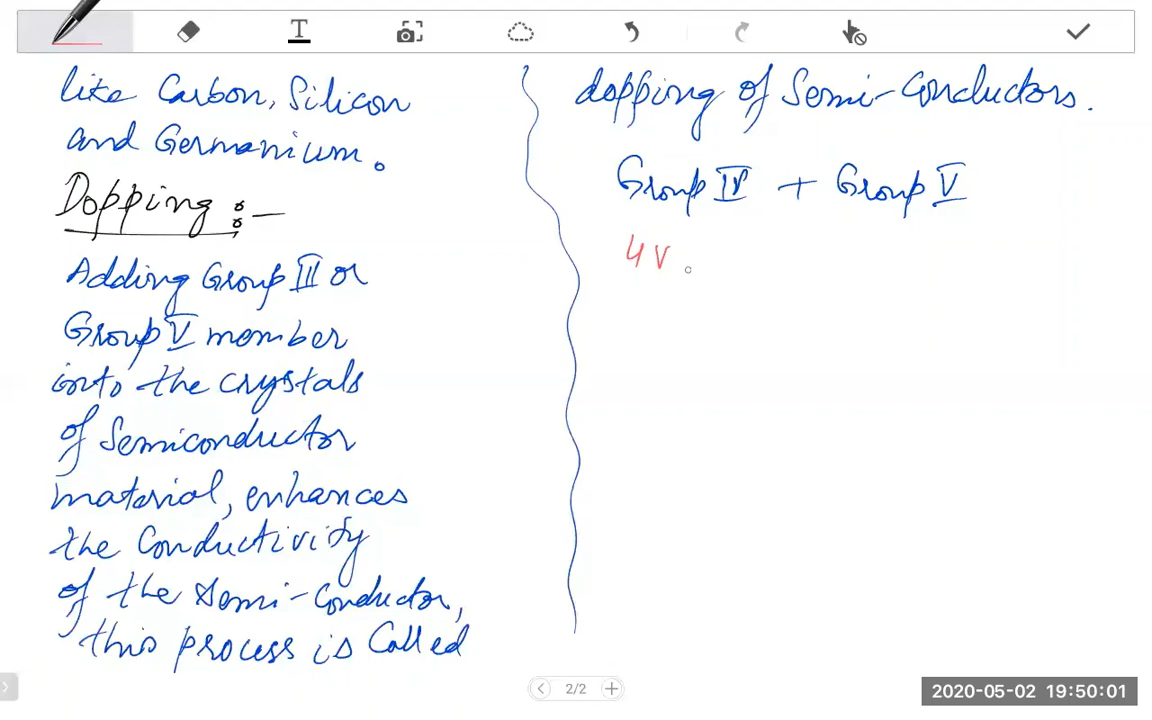 T
like Carbon, Silicon
and Germanium.
Dopping :-
Adding Group III or
Group V member
into the crystals
of Semiconductor
material, enhances
the Conductivity
of the Semi-Conductor,
this process is Called
dopping of Semi-Conductors.
Group IV + Group V
4 V
2/2
2020-05-02 19:50:01